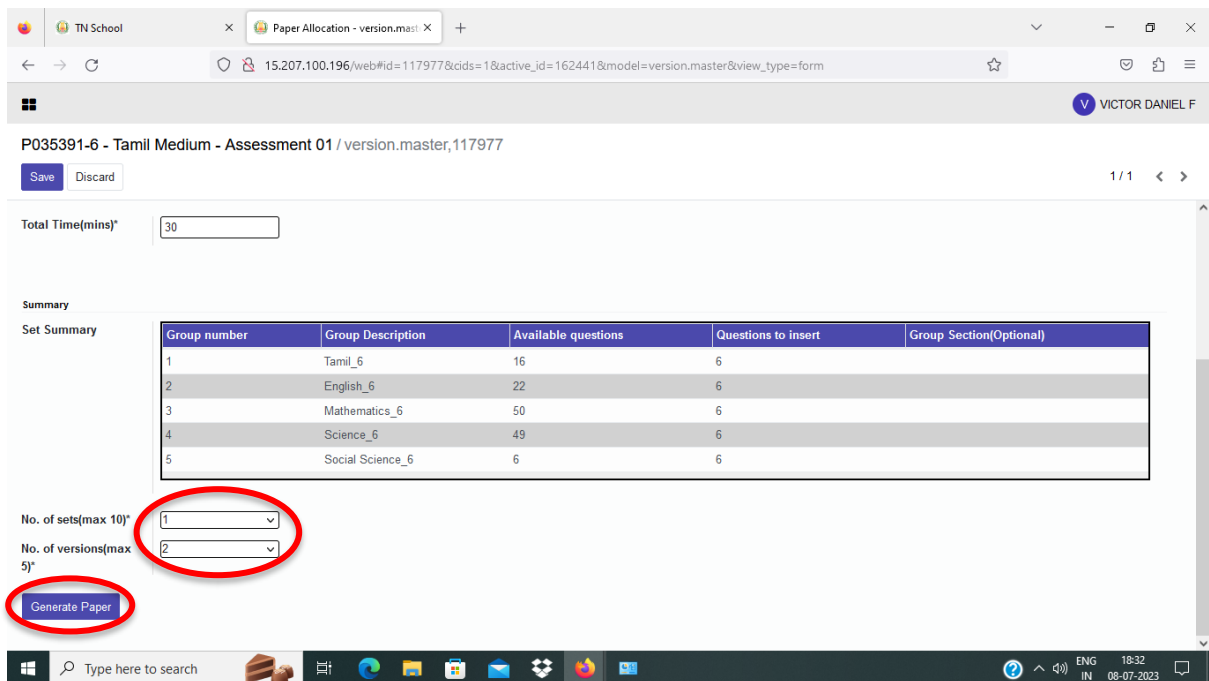 TN School
Paper Allocation - version.mast
15.207.100.196/web#id=117977&cids=1&active_id=162441&model=version.master&view_type=form
V VICTOR DANIEL F
P035391-6 - Tamil Medium - Assessment 01 / version.master,117977
Save Discard 1 / 1
Total Time(mins)* 30
Summary
Set Summary
Group number Group Description Available questions Questions to insert Group Section(Optional)
1 Tamil_6 16 6
2 English_6 22 6
3 Mathematics_6 50 6
4 Science_6 49 6
5 Social Science_6 6 6
No. of sets(max 10)* 1
No. of versions(max 2
5)*
Generate Paper
Type here to search
ENG 18:32
IN 08-07-2023